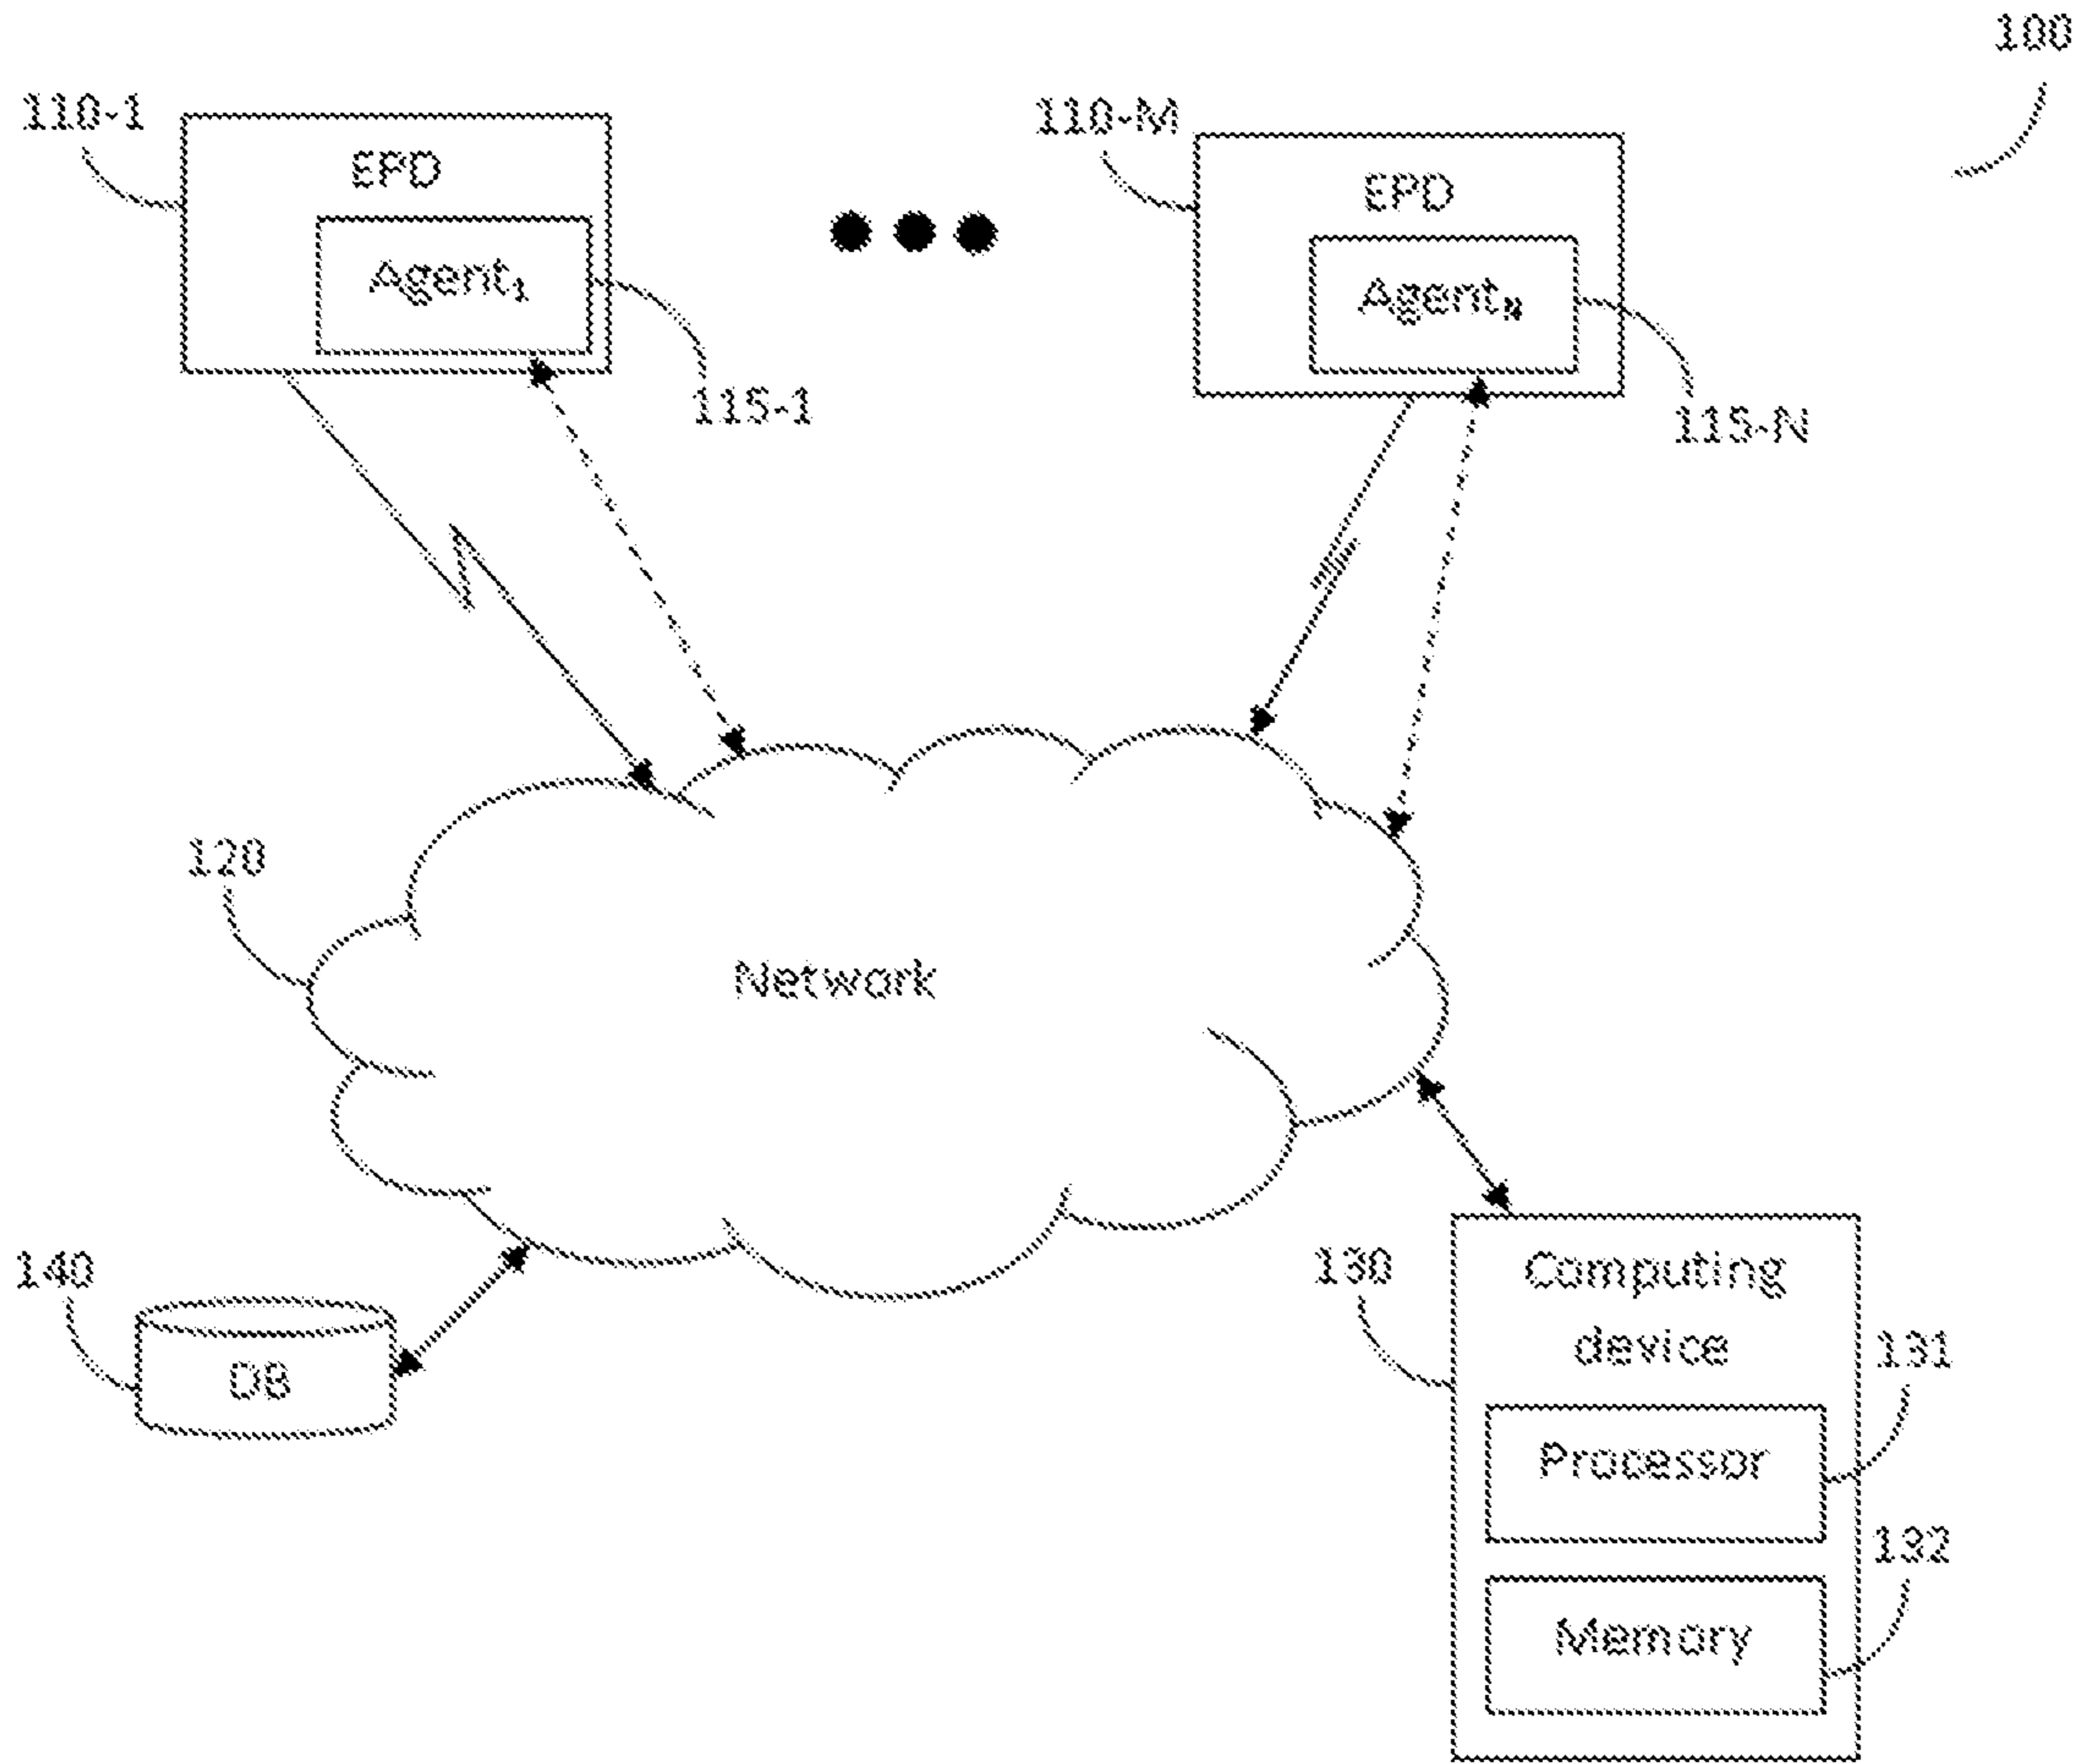 100
110-1
EPD
Agent1
115-1
110-M
EPD
AgentN
115-N
120
Network
140
DB
130
Computing
device
131
Processor
132
Memory